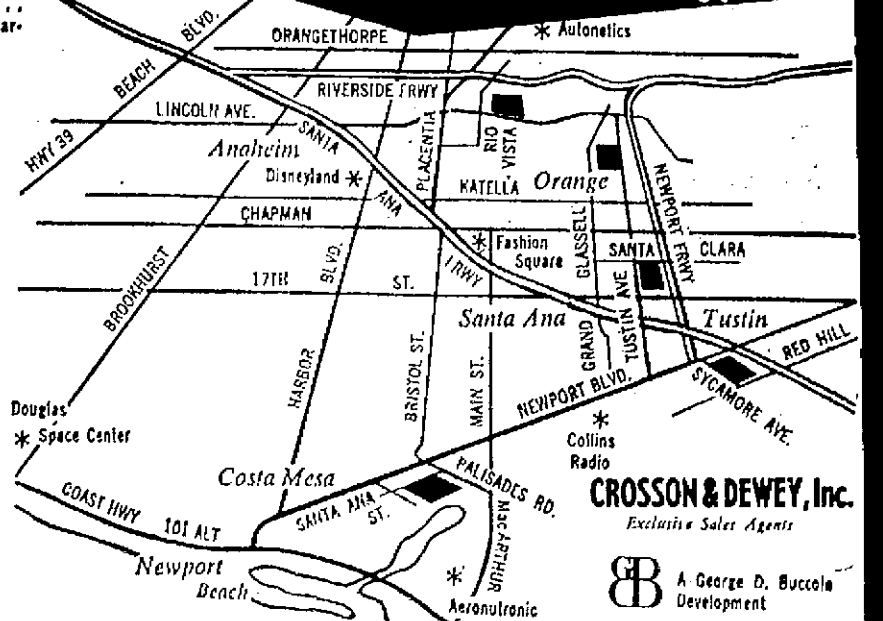 ar-
ORANGETHORPE
* Autonetics
BEACH BLVD.
RIVERSIDE FRWY
LINCOLN AVE.
HWY 39
SANTA ANA FRWY
Anaheim
PLACENTIA
RIO VISTA
Disneyland *
KATELLA
Orange
NEWPORT FRWY
CHAPMAN
* Fashion
Square
GLASSELL
SANTA CLARA
BROOKHURST
HARBOR BLVD.
17TH ST.
Santa Ana
GRAND
TUSTIN AVE
Tustin
RED HILL
BRISTOL ST.
MAIN ST.
NEWPORT BLVD.
SYCAMORE AVE.
Douglas
* Space Center
*
Collins
Radio
Costa Mesa
PALISADES RD.
COAST HWY
101 ALT
SANTA ANA
ST.
MacARTHUR
CROSSON & DEWEY, Inc.
Exclusive Sales Agents
Newport
Beach
*
Aeronutronic
GdB
A George D. Buccola
Development